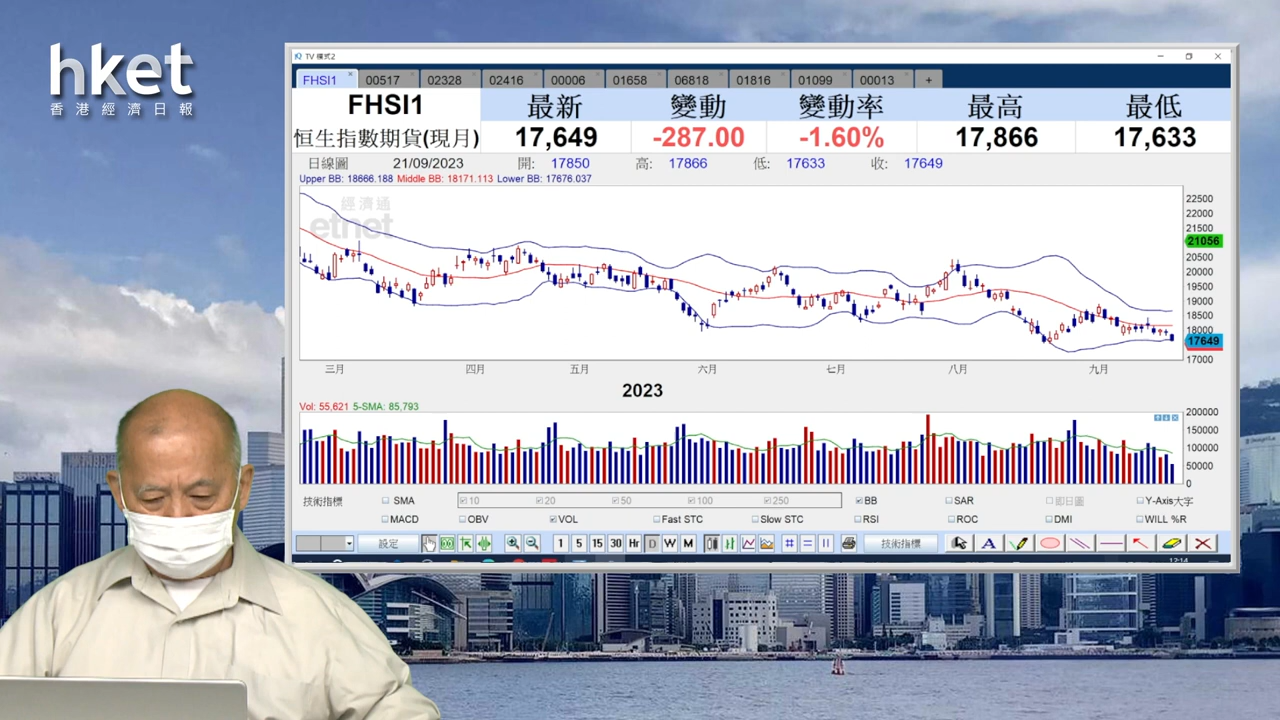 hket
香港經濟日報
TV 模式2
FHSI1 00517 02328 02416 00006 01658 06818 01816 01099 00013 +
FHSI1 最新 變動 變動率 最高 最低
恒生指數期貨(現月) 17,649 -287.00 -1.60% 17,866 17,633
日線圖 21/09/2023 開: 17850 高: 17866 低: 17633 收: 17649
Upper BB: 18666.188 Middle BB: 18171.113 Lower BB: 17676.037
經濟通
etnet
22500
22000
21500
21056
20500
20000
19500
19000
18500
18000
17649
17000
三月 四月 五月 六月 七月 八月 九月
2023
Vol: 55,621 5-SMA: 85,793
200000
150000
100000
50000
0
技術指標 SMA 10 20 50 100 250 BB SAR 即日圖 Y-Axis大字
MACD OBV VOL Fast STC Slow STC RSI ROC DMI WILL %R
設定 1 5 15 30 Hr D W M 技術指標 A
12:14